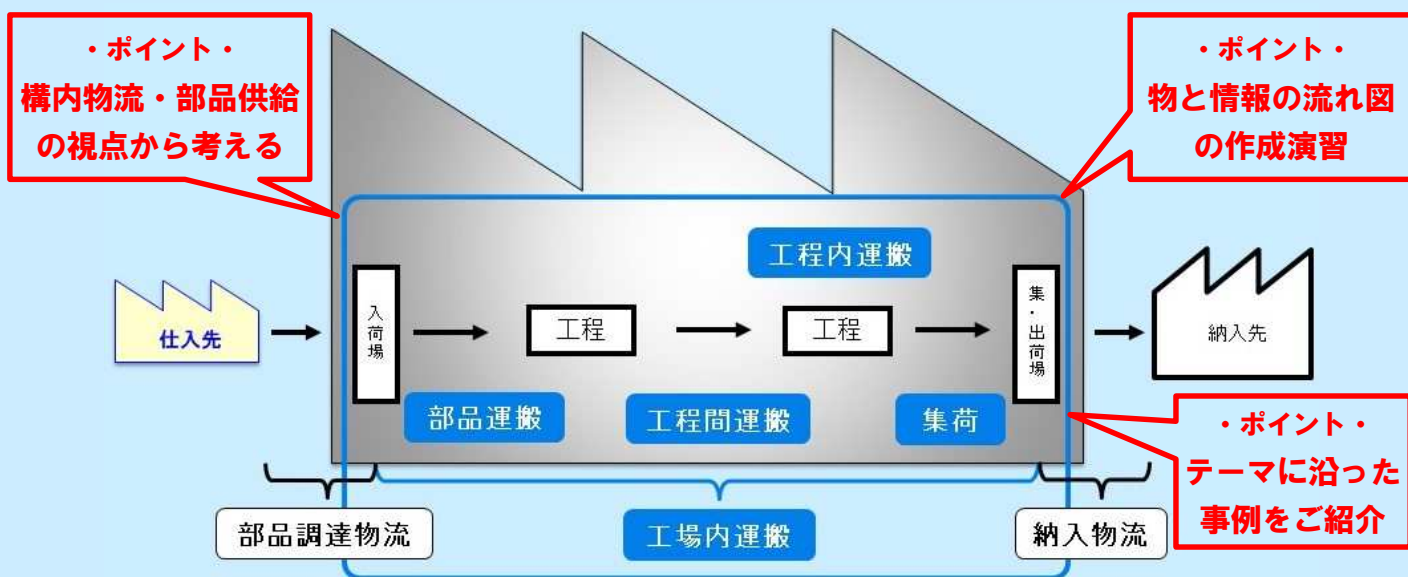 ・ポイント・
構内物流・部品供給
の視点から考える
・ポイント・
物と情報の流れ図
の作成演習
工程内運搬
仕入先
入荷場
工程
工程
集・出荷場
納入先
部品運搬
工程間運搬
集荷
・ポイント・
テーマに沿った
事例をご紹介
部品調達物流
工場内運搬
納入物流